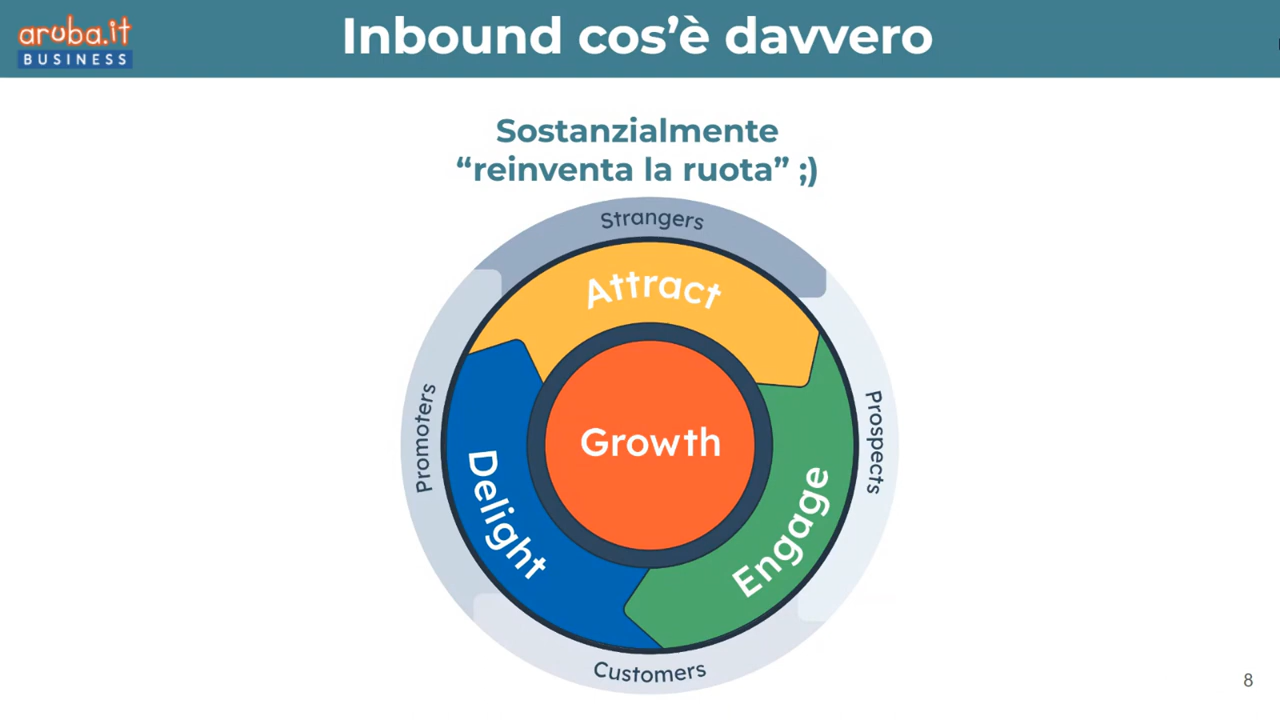 aruba.it
BUSINESS
Inbound cos’è davvero
Sostanzialmente
“reinventa la ruota” ;)
Strangers
Attract
Growth
Promoters
Prospects
Delight
Engage
Customers
8